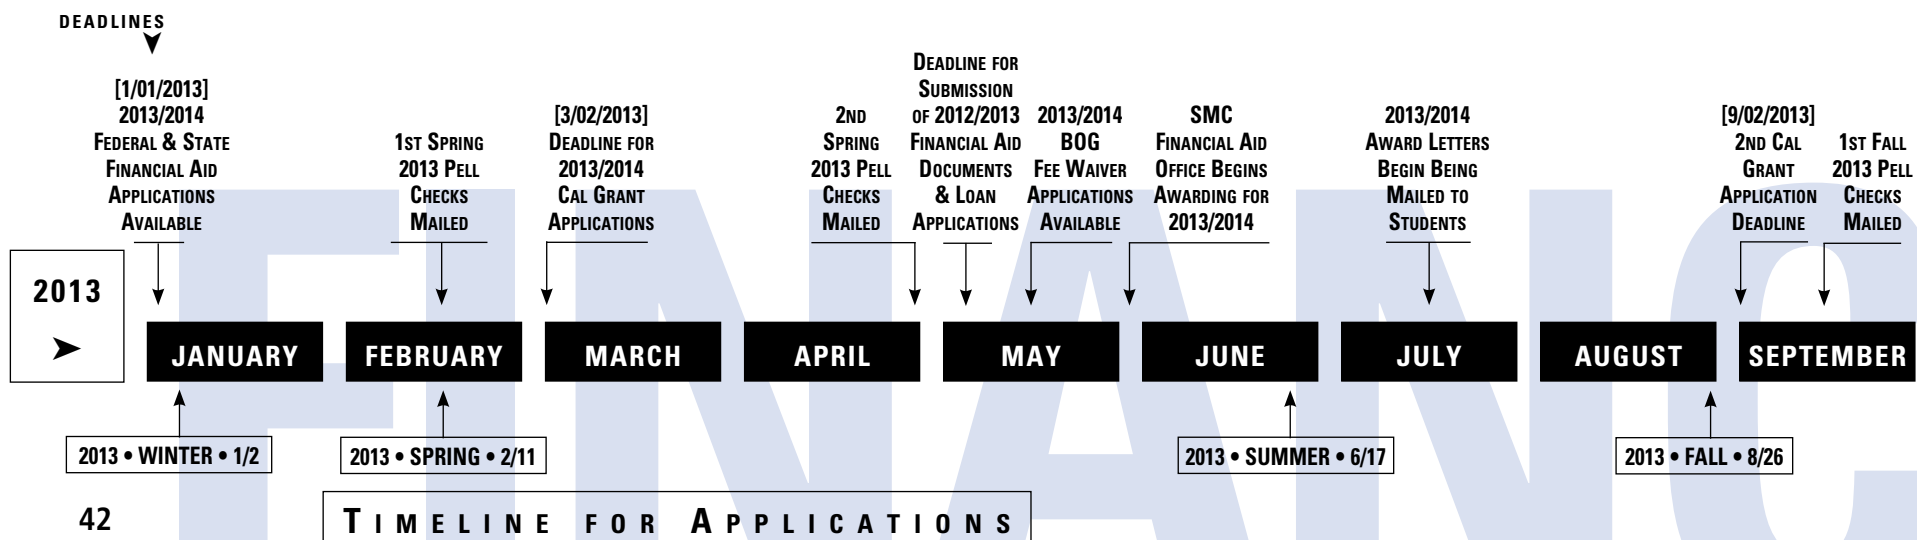 DEADLINES
[1/01/2013]
2013/2014
FEDERAL & STATE
FINANCIAL AID
APPLICATIONS
AVAILABLE
1ST SPRING
2013 PELL
CHECKS
MAILED
[3/02/2013]
DEADLINE FOR
2013/2014
CAL GRANT
APPLICATIONS
2ND
SPRING
2013 PELL
CHECKS
MAILED
DEADLINE FOR
SUBMISSION
OF 2012/2013
FINANCIAL AID
DOCUMENTS
& LOAN
APPLICATIONS
2013/2014
BOG
FEE WAIVER
APPLICATIONS
AVAILABLE
SMC
FINANCIAL AID
OFFICE BEGINS
AWARDING FOR
2013/2014
2013/2014
AWARD LETTERS
BEGIN BEING
MAILED TO
STUDENTS
[9/02/2013]
2ND CAL
GRANT
APPLICATION
DEADLINE
1ST FALL
2013 PELL
CHECKS
MAILED
2013
JANUARY
FEBRUARY
MARCH
APRIL
MAY
JUNE
JULY
AUGUST
SEPTEMBER
2013 • WINTER • 1/2
2013 • SPRING • 2/11
2013 • SUMMER • 6/17
2013 • FALL • 8/26
42
TIMELINE FOR APPLICATIONS
FINANC